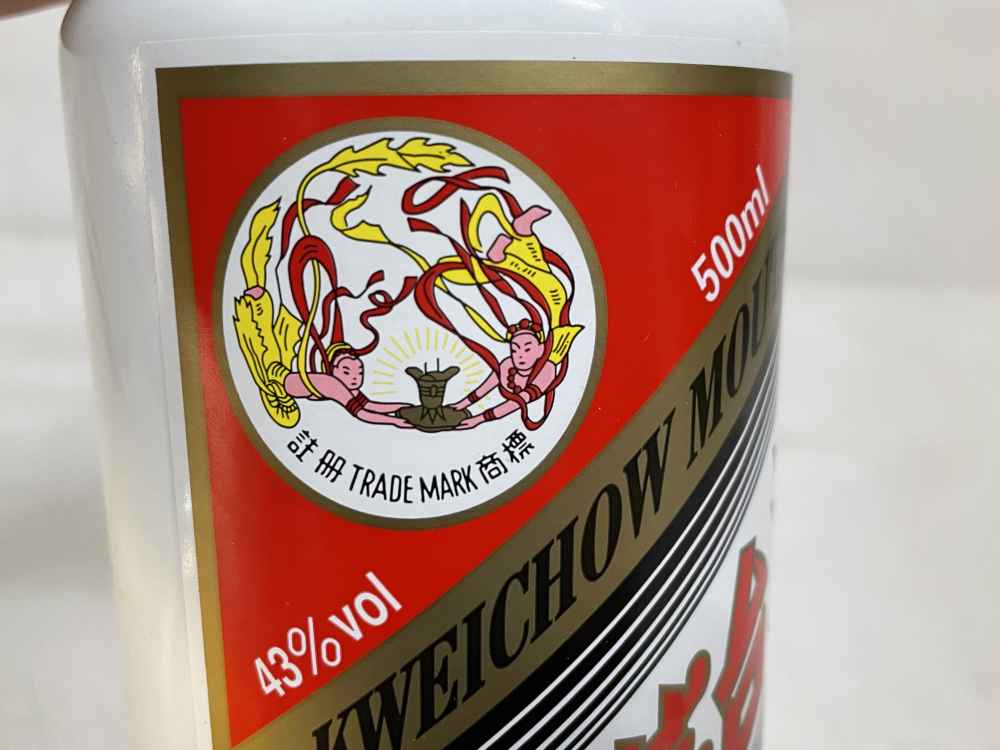 註册 TRADE MARK 商標
500ml
43%vol
KWEICHOW MOU